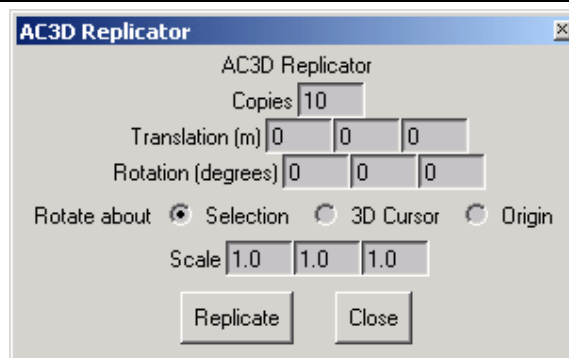 AC3D Replicator
AC3D Replicator
Copies 10
Translation (m) 0 0 0
Rotation (degrees) 0 0 0
Rotate about Selection 3D Cursor Origin
Scale 1.0 1.0 1.0
Replicate Close